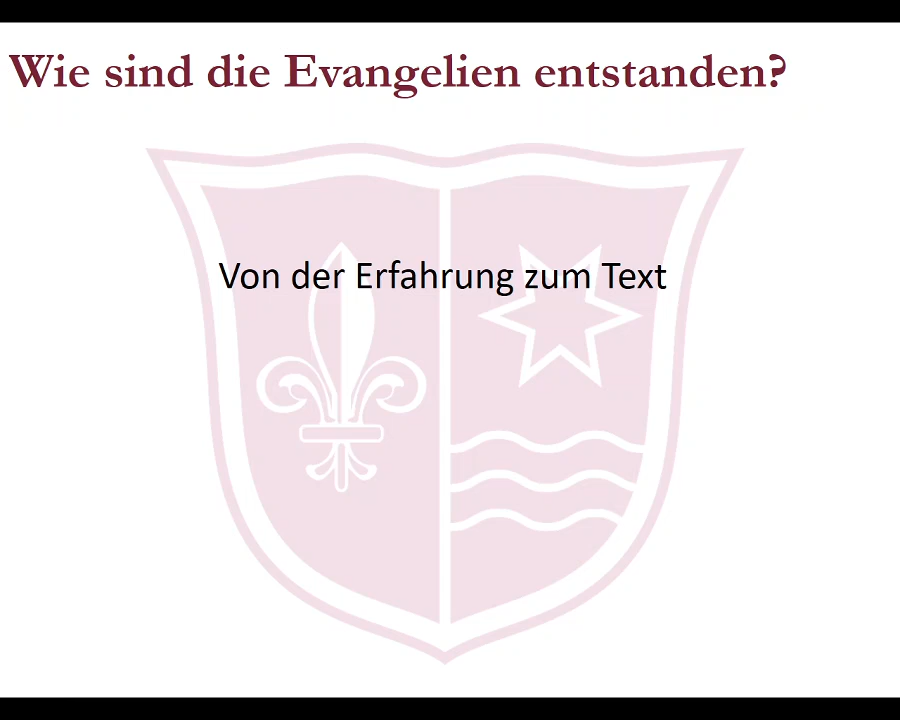 Wie sind die Evangelien entstanden?
Von der Erfahrung zum Text